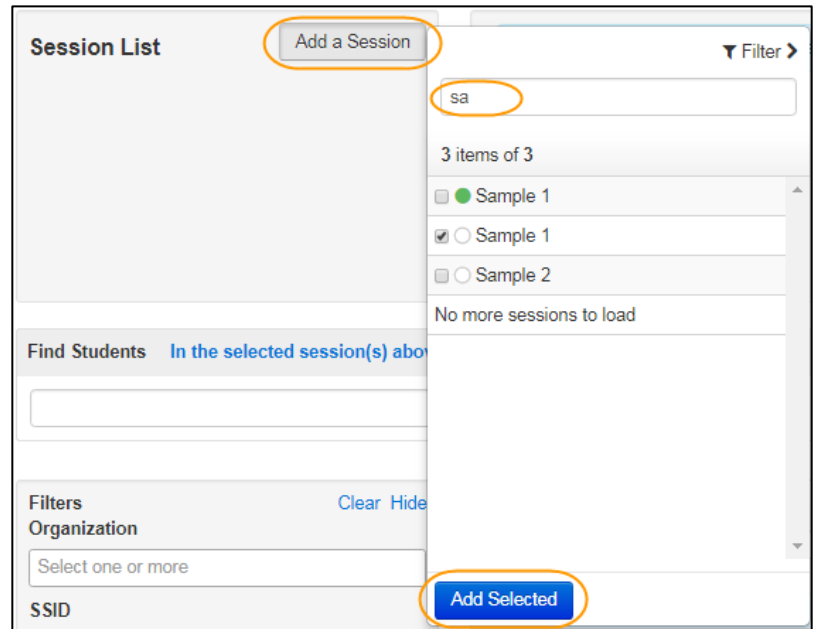 Session List
Add a Session
Filter
sa
3 items of 3
Sample 1
Sample 1
Sample 2
No more sessions to load
Find Students In the selected session(s) abov
Filters
Clear Hide
Organization
Select one or more
SSID
Add Selected